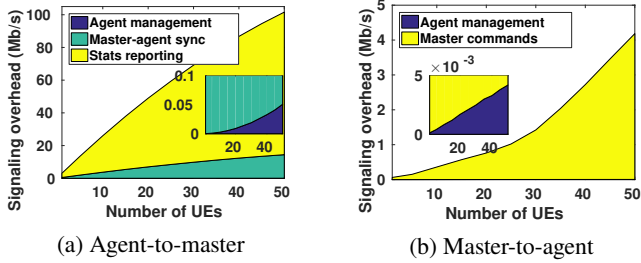 Signaling overhead (Mb/s)
100
80
60
40
20
0
Agent management
Master-agent sync
Stats reporting
0.1
0.05
0
20 40
10 20 30 40 50
Number of UEs
(a) Agent-to-master
Signaling overhead (Mb/s)
5
4
3
2
1
0
Agent management
Master commands
5 × 10 -3
0
20 40
0 10 20 30 40 50
Number of UEs
(b) Master-to-agent